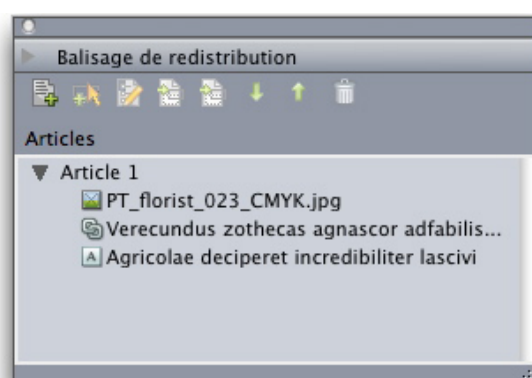 Balisage de redistribution
Articles
Article 1
PT_florist_023_CMYK.jpg
Verecundus zothecas agnascor adfabilis...
A Agricolae deciperet incredibiliter lascivi